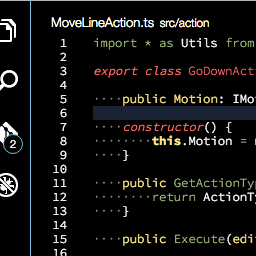 MoveLineAction.ts src/action
1 import * as Utils from
2
3 export class GoDownAct
4
5 ····public Motion: IMo
6
7 ····constructor() {
8 ········this.Motion =
9 ····}
10
11 ····public GetActionTyp
12 ········return ActionTy
13 ····}
14
15 ····public Execute(edi
2